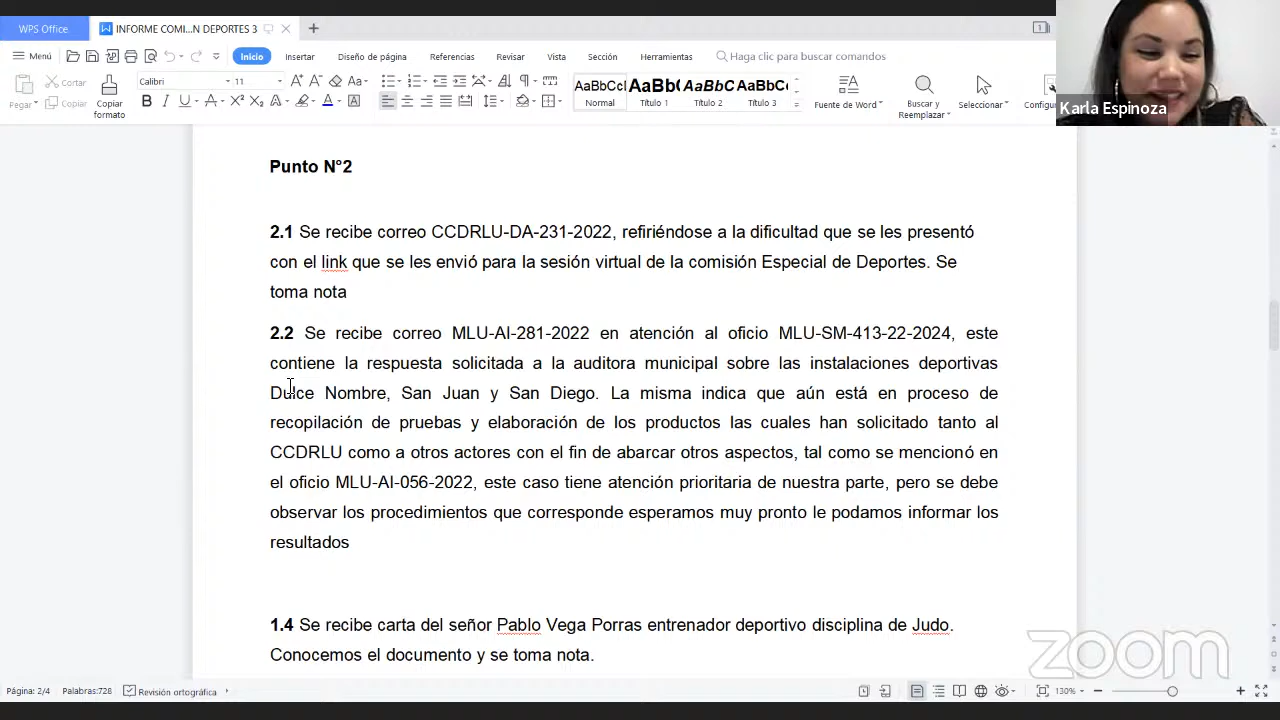 WPS Office
INFORME COMI...N DEPORTES 3
Karla Espinoza
Menú
Inicio
Insertar
Diseño de página
Referencias
Revisar
Vista
Sección
Herramientas
Haga clic para buscar comandos
Pegar
Cortar
Copiar
Copiar formato
Calibri
11
AaBbCcI
Normal
AaBb(
Título 1
AaBbC
Título 2
AaBbC
Título 3
Fuente de Word
Buscar y Reemplazar
Seleccionar
Configu
Punto N°2
2.1 Se recibe correo CCDRLU-DA-231-2022, refiriéndose a la dificultad que se les presentó
con el link que se les envió para la sesión virtual de la comisión Especial de Deportes. Se
toma nota
2.2 Se recibe correo MLU-AI-281-2022 en atención al oficio MLU-SM-413-22-2024, este
contiene la respuesta solicitada a la auditora municipal sobre las instalaciones deportivas
Dulce Nombre, San Juan y San Diego. La misma indica que aún está en proceso de
recopilación de pruebas y elaboración de los productos las cuales han solicitado tanto al
CCDRLU como a otros actores con el fin de abarcar otros aspectos, tal como se mencionó en
el oficio MLU-AI-056-2022, este caso tiene atención prioritaria de nuestra parte, pero se debe
observar los procedimientos que corresponde esperamos muy pronto le podamos informar los
resultados
1.4 Se recibe carta del señor Pablo Vega Porras entrenador deportivo disciplina de Judo.
Conocemos el documento y se toma nota.
zoom
Página: 2/4 Palabras:728 Revisión ortográfica
130%